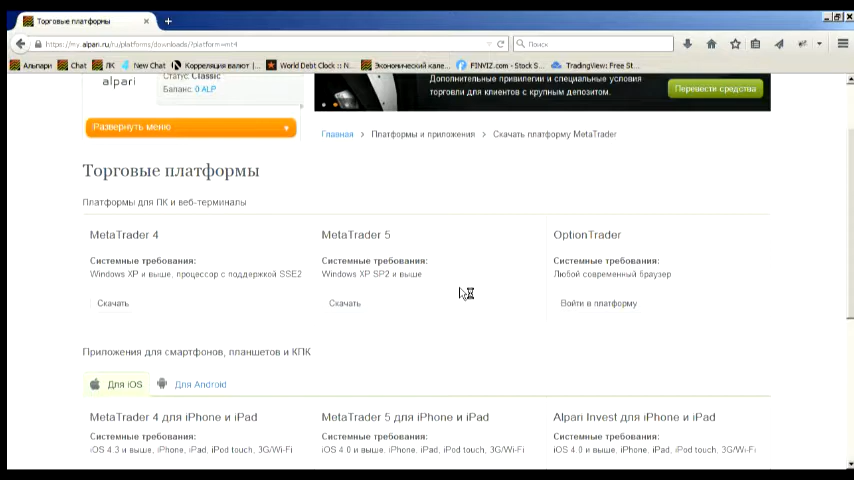 Торговые платформы
https://my.alpari.ru/ru/platforms/downloads/?platform=mt4
Поиск
Альпари Chat ЛК New Chat Корреляция валют |... World Debt Clock :: N... Экономический кале... FINVIZ.com - Stock S... TradingView: Free St...
alpari
Статус: Classic
Баланс: 0 ALP
Дополнительные привилегии и специальные условия
торговли для клиентов с крупным депозитом.
Перевести средства
Развернуть меню
Главная > Платформы и приложения > Скачать платформу MetaTrader
Торговые платформы
Платформы для ПК и веб-терминалы
MetaTrader 4
Системные требования:
Windows XP и выше, процессор с поддержкой SSE2
Скачать
MetaTrader 5
Системные требования:
Windows XP SP2 и выше
Скачать
OptionTrader
Системные требования:
Любой современный браузер
Войти в платформу
Приложения для смартфонов, планшетов и КПК
Для iOS Для Android
MetaTrader 4 для iPhone и iPad
Системные требования:
iOS 4.3 и выше, iPhone, iPad, iPod touch, 3G/Wi-Fi
MetaTrader 5 для iPhone и iPad
Системные требования:
iOS 4.0 и выше, iPhone, iPad, iPod touch, 3G/Wi-Fi
Alpari Invest для iPhone и iPad
Системные требования:
iOS 4.0 и выше, iPhone, iPad, iPod touch, 3G/Wi-Fi